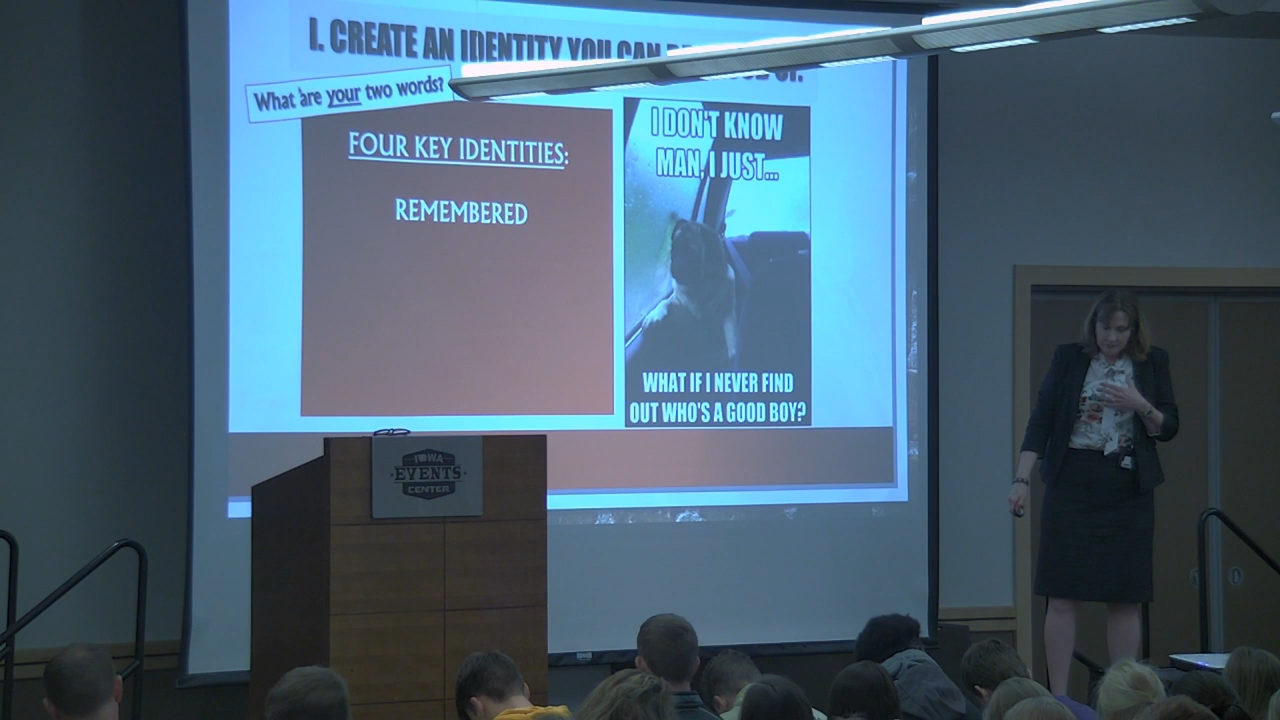 I. CREATE AN IDENTITY YOU CAN
What are your two words?
FOUR KEY IDENTITIES:
REMEMBERED
I DON'T KNOW
MAN, I JUST...
WHAT IF I NEVER FIND
OUT WHO'S A GOOD BOY?
IOWA
EVENTS
CENTER